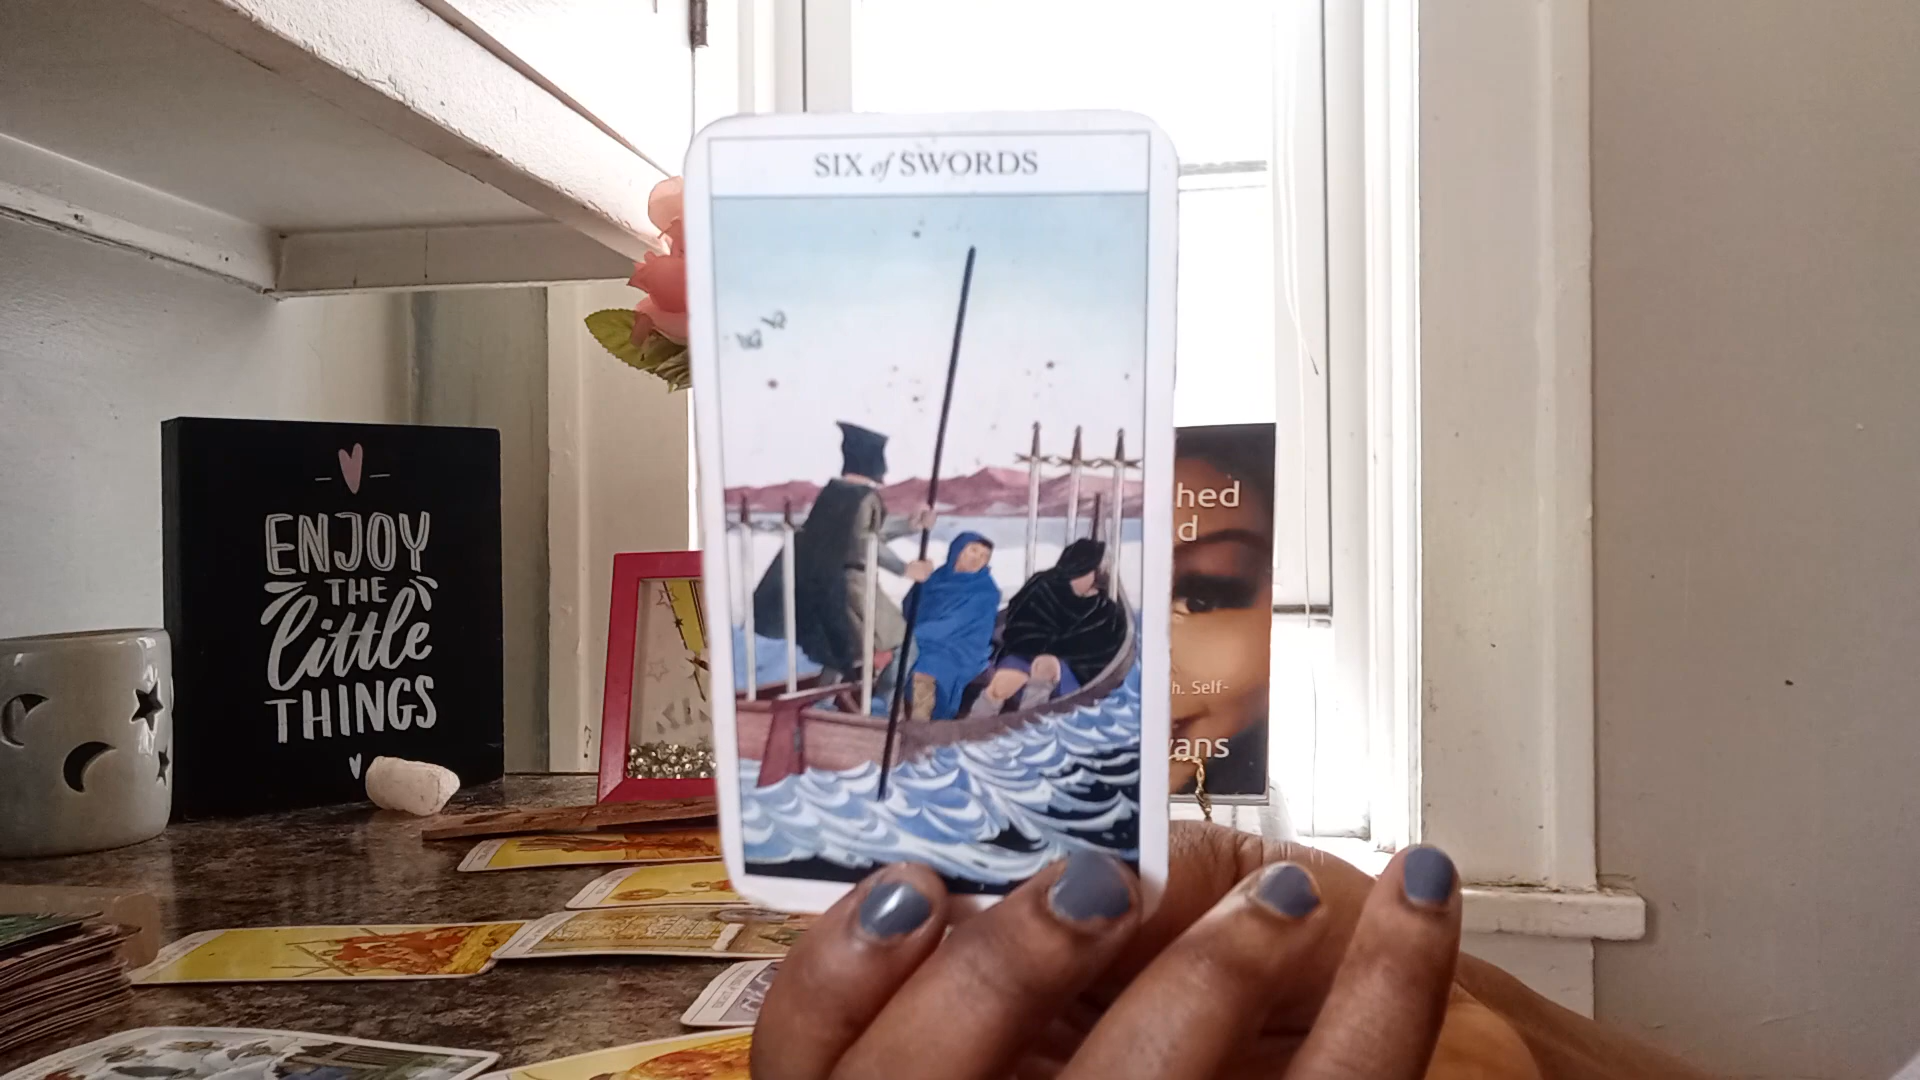 SIX of SWORDS
ENJOY
THE
little
THINGS
hed
d
h. Self-
vans